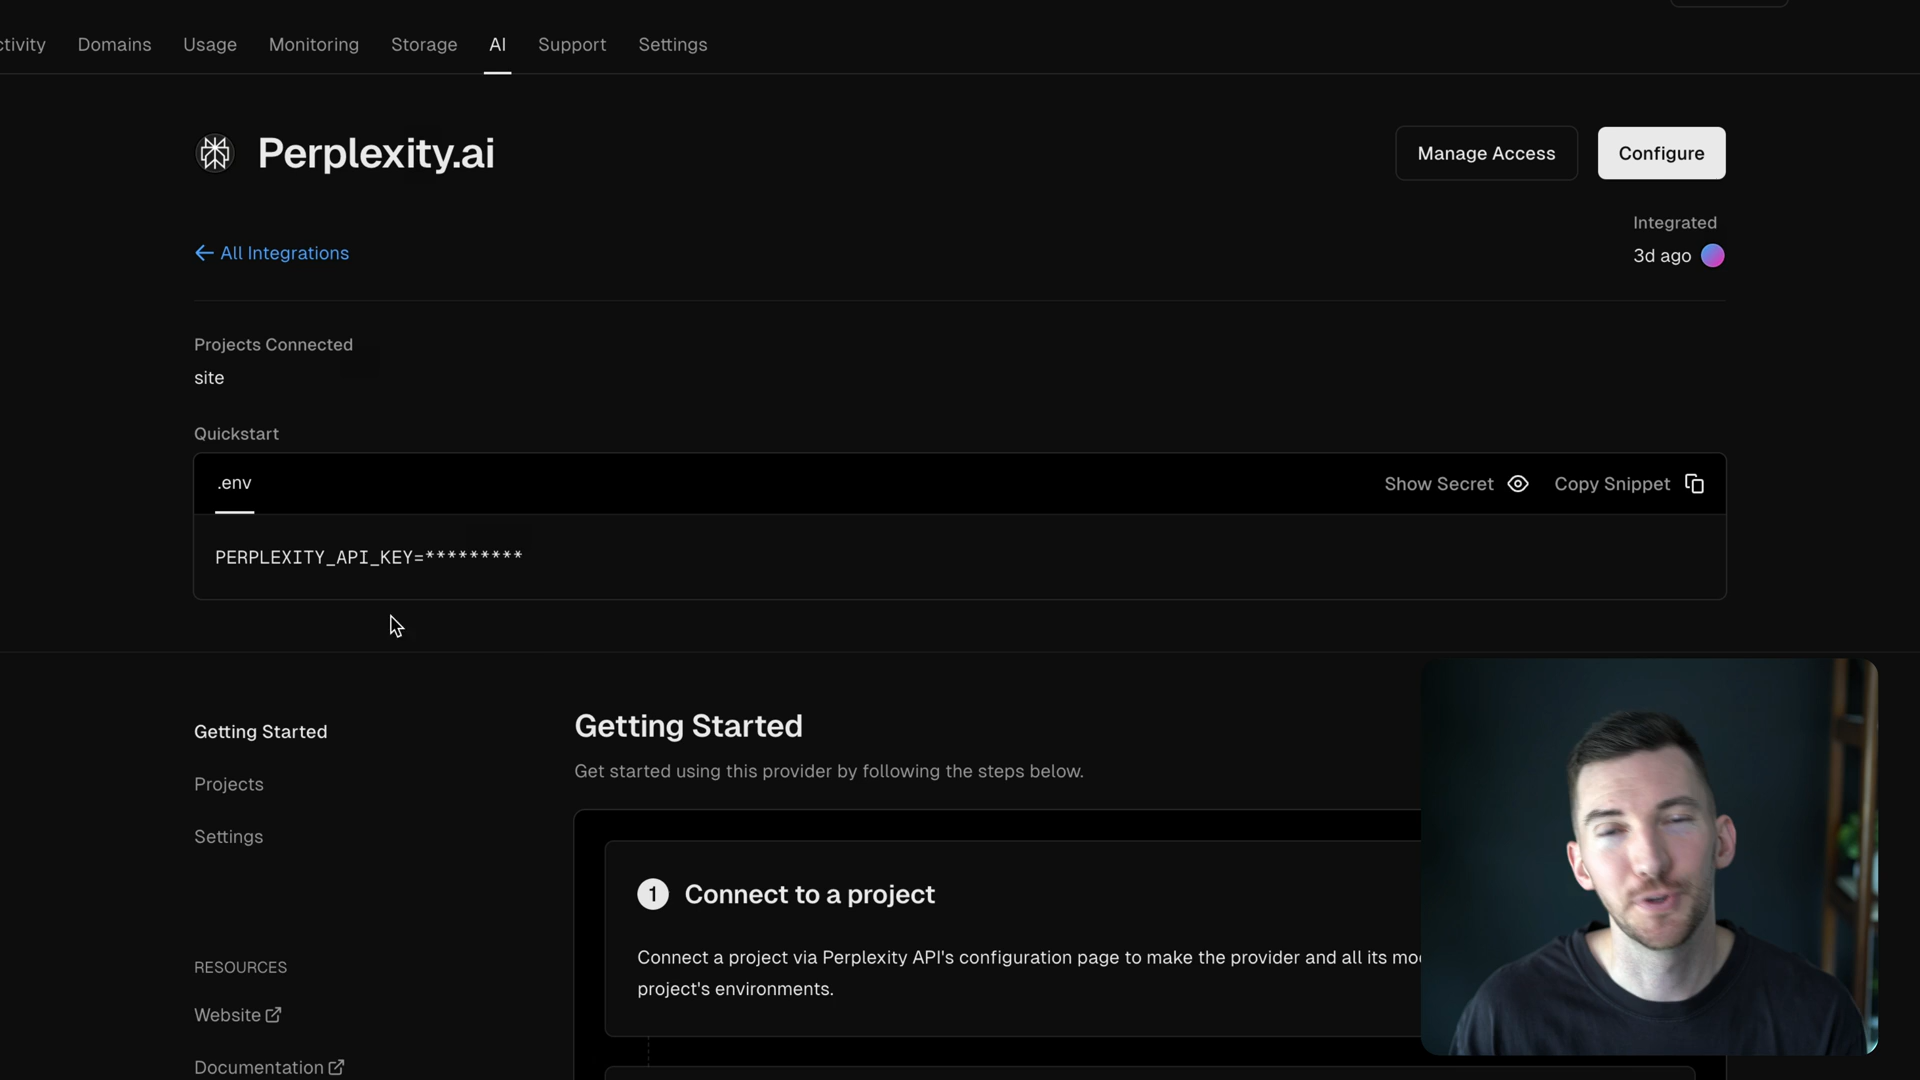 ctivity Domains Usage Monitoring Storage AI Support Settings
Perplexity.ai
Manage Access Configure
All Integrations
Integrated
3d ago
Projects Connected
site
Quickstart
.env
Show Secret Copy Snippet
PERPLEXITY_API_KEY=*********
Getting Started
Projects
Settings
RESOURCES
Website
Documentation
Getting Started
Get started using this provider by following the steps below.
1 Connect to a project
Connect a project via Perplexity API's configuration page to make the provider and all its mo
project's environments.